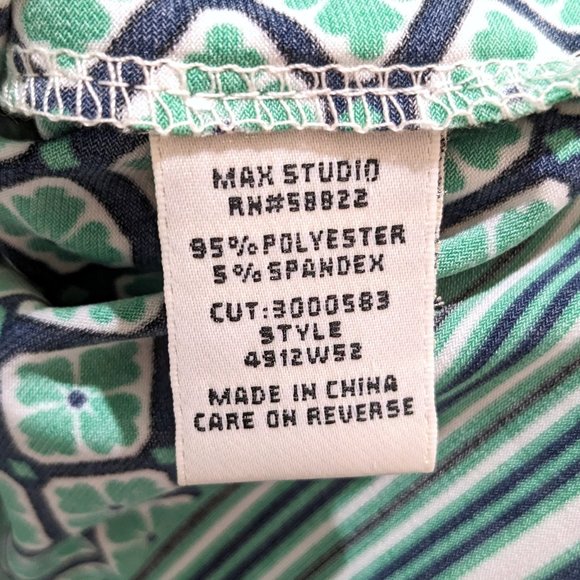 MAX STUDIO
RN#58822
95% POLYESTER
5% SPANDEX
CUT:3000583
STYLE
4912W52
MADE IN CHINA
CARE ON REVERSE